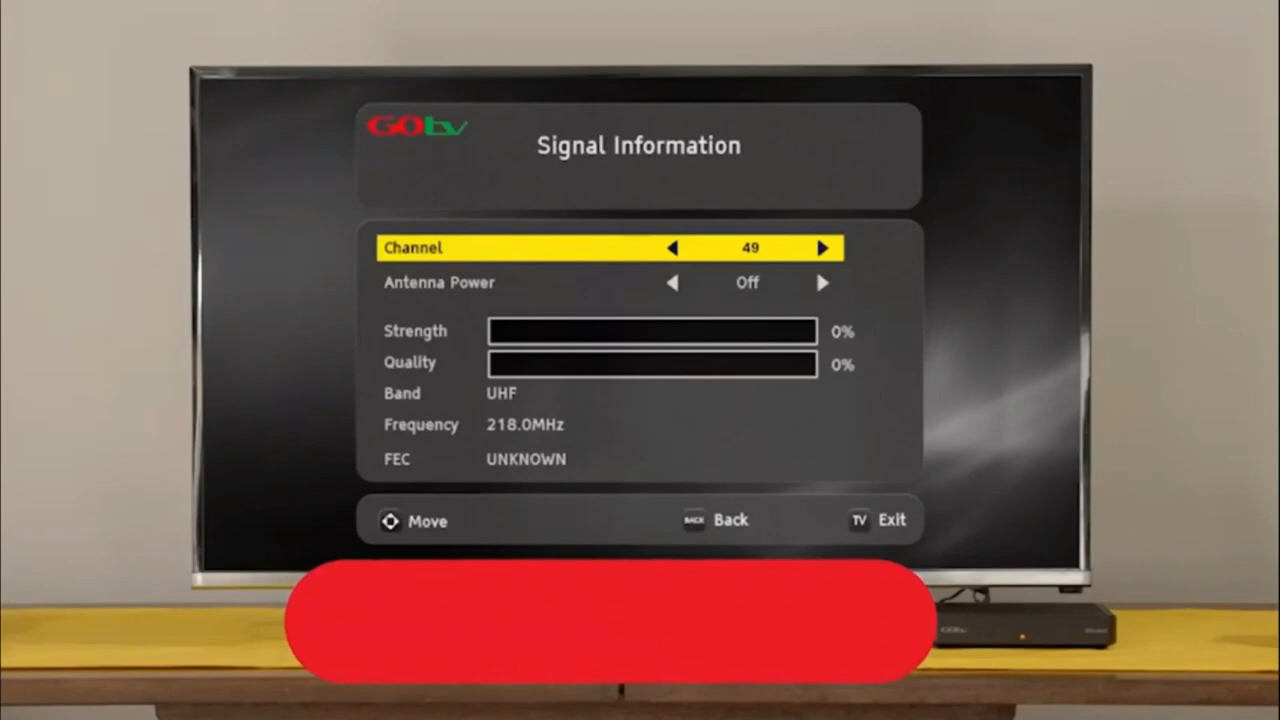 GOtv
Signal Information
Channel 49
Antenna Power Off
Strength 0%
Quality 0%
Band UHF
Frequency 218.0MHz
FEC UNKNOWN
Move BACK Back TV Exit
GOtv